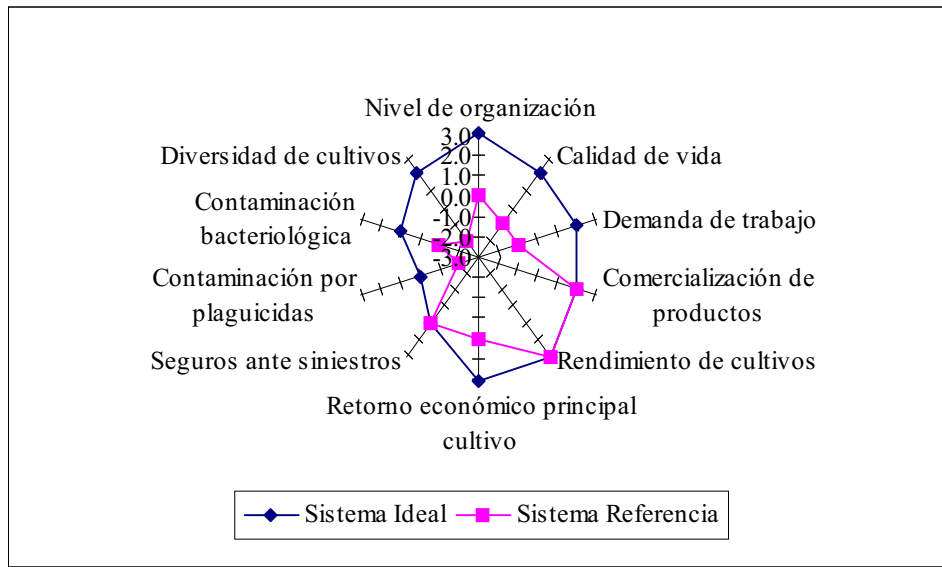 Nivel de organización
3.0
2.0
1.0
0.0
-1.0
-2.0
-3.0
Calidad de vida
Demanda de trabajo
Comercialización de
productos
Rendimiento de cultivos
Retorno económico principal
cultivo
Seguros ante siniestros
Contaminación por
plaguicidas
Contaminación
bacteriológica
Diversidad de cultivos
Sistema Ideal
Sistema Referencia